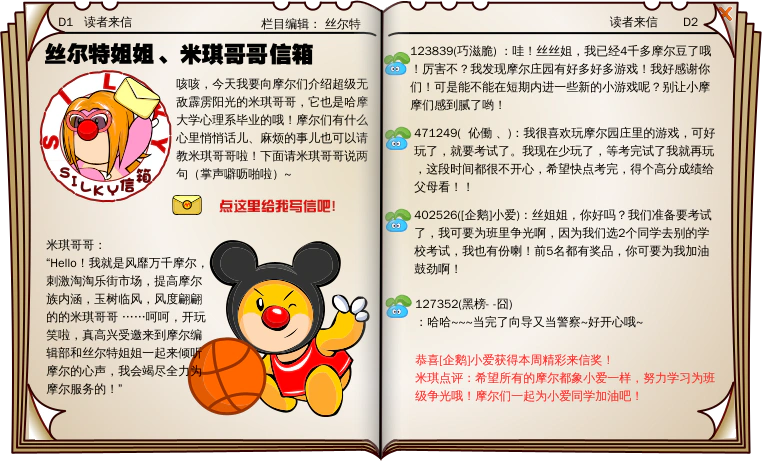 D1 读者来信
栏目编辑： 丝尔特
丝尔特姐姐、米琪哥哥信箱
SILKY
SILKY信箱
咳咳，今天我要向摩尔们介绍超级无
敌霹雳阳光的米琪哥哥，它也是哈摩
大学心理系毕业的哦！摩尔们有什么
心里悄悄话儿、麻烦的事儿也可以请
教米琪哥哥啦！下面请米琪哥哥说两
句（掌声噼呖啪啦）~
点这里给我写信吧!
米琪哥哥：
“Hello！我就是风靡万千摩尔，
刺激淘淘乐街市场，提高摩尔
族内涵，玉树临风，风度翩翩
的的米琪哥哥 ⋯⋯呵呵，开玩
笑啦，真高兴受邀来到摩尔编
辑部和丝尔特姐姐一起来倾听
摩尔的心声，我会竭尽全力为
摩尔服务的！”
读者来信 D2
123839(巧滋脆）：哇！丝丝姐，我已经4千多摩尔豆了哦
！厉害不？我发现摩尔庄园有好多好多游戏！我好感谢你
们！可是能不能在短期内进一些新的小游戏呢？别让小摩
摩们感到腻了哟！
471249( 伈働 、)：我很喜欢玩摩尔园庄里的游戏，可好
玩了，就要考试了。我现在少玩了，等考完试了我就再玩
，这段时间都很不开心，希望快点考完，得个高分成绩给
父母看！！
402526([企鹅]小爱)：丝姐姐，你好吗？我们准备要考试
了，我可要为班里争光啊，因为我们选2个同学去别的学
校考试，我也有份喇！前5名都有奖品，你可要为我加油
鼓劲啊！
127352(黑榜- -囧)
：哈哈~~~当完了向导又当警察~好开心哦~
恭喜[企鹅]小爱获得本周精彩来信奖！
米琪点评：希望所有的摩尔都象小爱一样，努力学习为班
级争光哦！摩尔们一起为小爱同学加油吧！